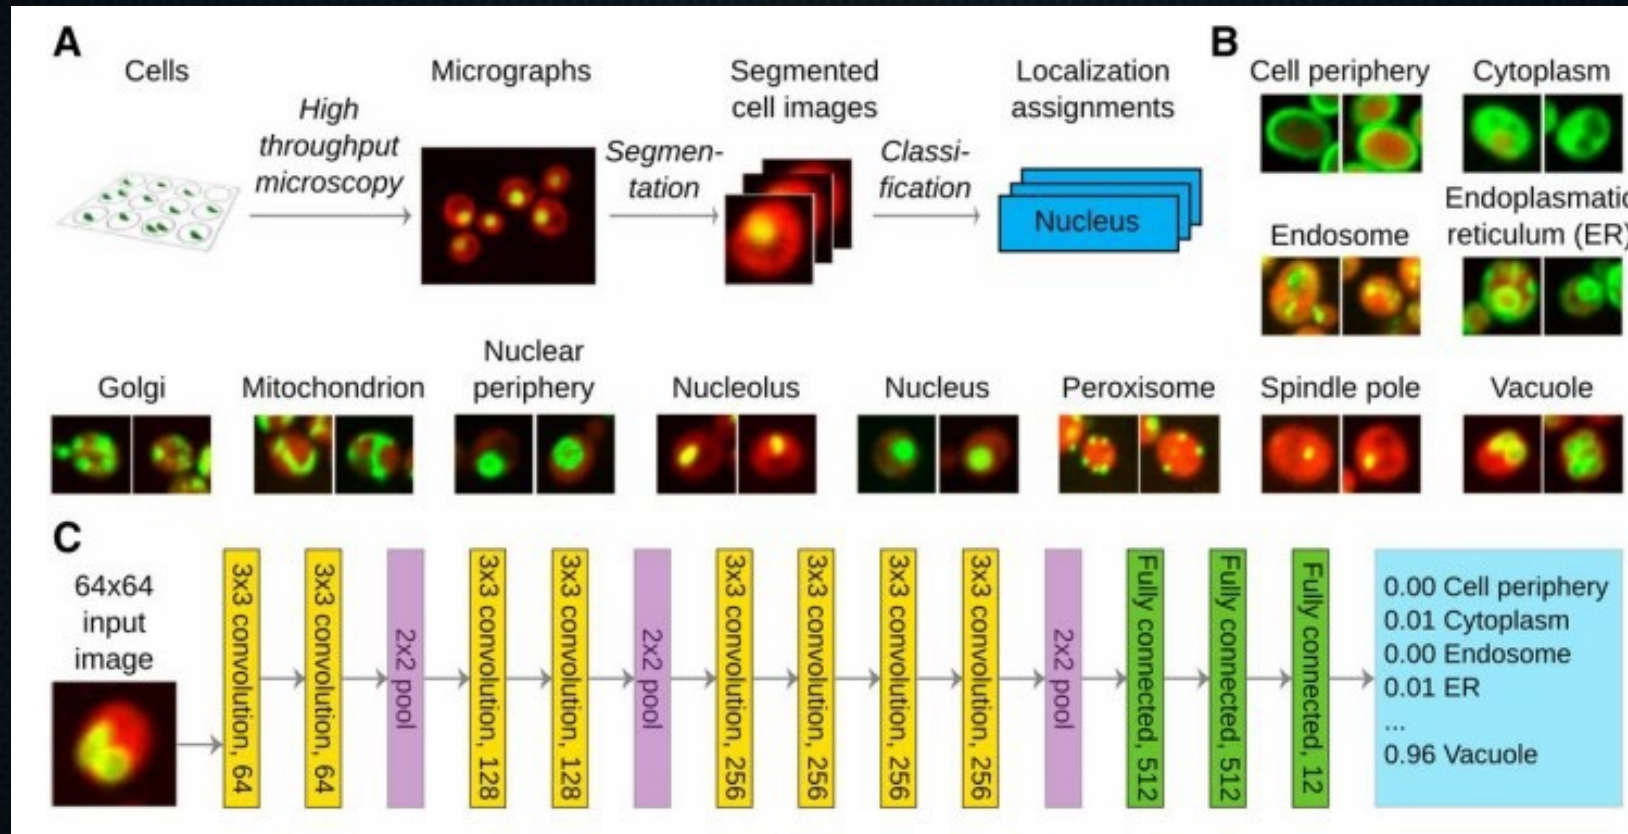 A
Cells
High
throughput
microscopy
Micrographs
Segmen-
tation
Segmented
cell images
Classi-
fication
Localization
assignments
Nucleus
B
Cell periphery
Cytoplasm
Endosome
Endoplasmatic
reticulum (ER)
Golgi
Mitochondrion
Nuclear
periphery
Nucleolus
Nucleus
Peroxisome
Spindle pole
Vacuole
C
64x64
input
image
3x3 convolution, 64
3x3 convolution, 64
2x2 pool
3x3 convolution, 128
3x3 convolution, 128
2x2 pool
3x3 convolution, 256
3x3 convolution, 256
3x3 convolution, 256
3x3 convolution, 256
2x2 pool
Fully connected, 512
Fully connected, 512
Fully connected, 12
0.00 Cell periphery
0.01 Cytoplasm
0.00 Endosome
0.01 ER
...
0.96 Vacuole